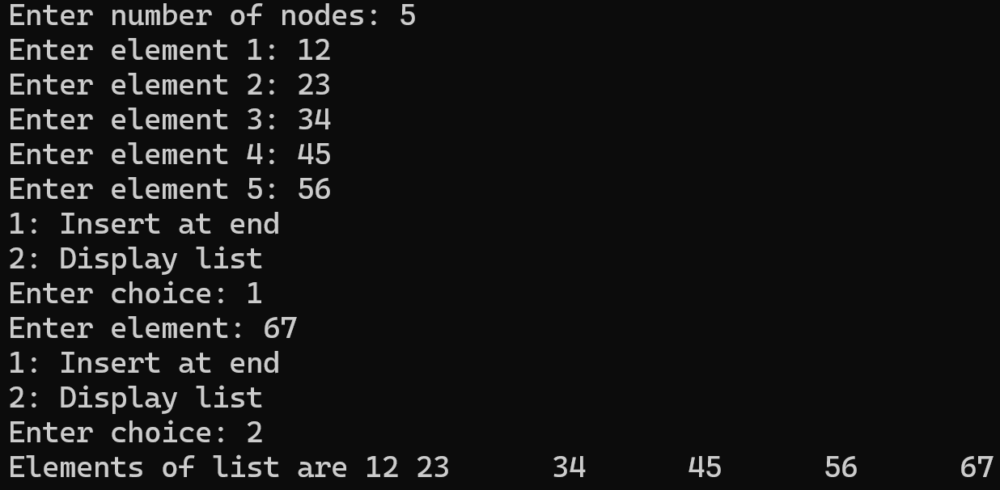 Enter number of nodes: 5
Enter element 1: 12
Enter element 2: 23
Enter element 3: 34
Enter element 4: 45
Enter element 5: 56
1: Insert at end
2: Display list
Enter choice: 1
Enter element: 67
1: Insert at end
2: Display list
Enter choice: 2
Elements of list are 12 23      34      45      56      67